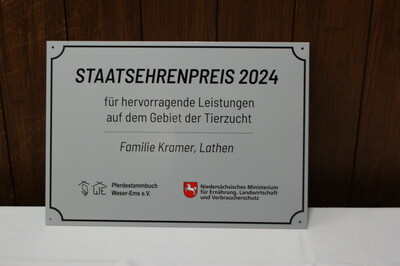 STAATSEHRENPREIS 2024
für hervorragende Leistungen
auf dem Gebiet der Tierzucht
Familie Kramer, Lathen
Pferdestammbuch
Weser-Ems e.V.
Niedersächsisches Ministerium
für Ernährung, Landwirtschaft
und Verbraucherschutz